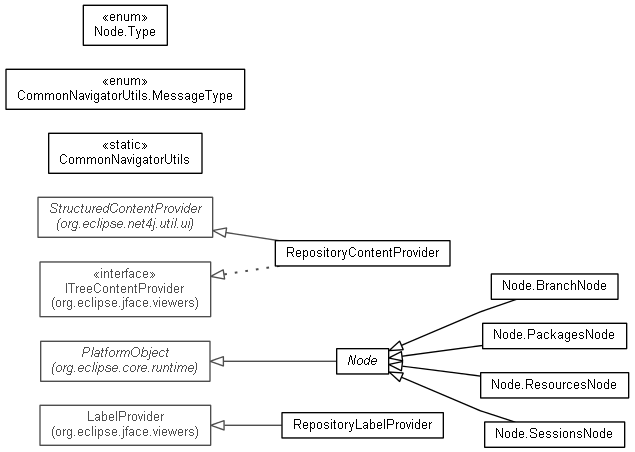 «enum»
Node.Type
«enum»
CommonNavigatorUtils.MessageType
«static»
CommonNavigatorUtils
StructuredContentProvider
(org.eclipse.net4j.util.ui)
RepositoryContentProvider
«interface»
ITreeContentProvider
(org.eclipse.jface.viewers)
Node.BranchNode
Node.PackagesNode
PlatformObject
(org.eclipse.core.runtime)
Node
Node.ResourcesNode
LabelProvider
(org.eclipse.jface.viewers)
RepositoryLabelProvider
Node.SessionsNode